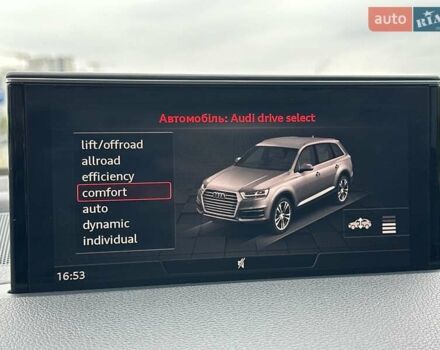 auto RIA
Автомобіль: Audi drive select
lift/offroad
allroad
efficiency
comfort
auto
dynamic
individual
16:53